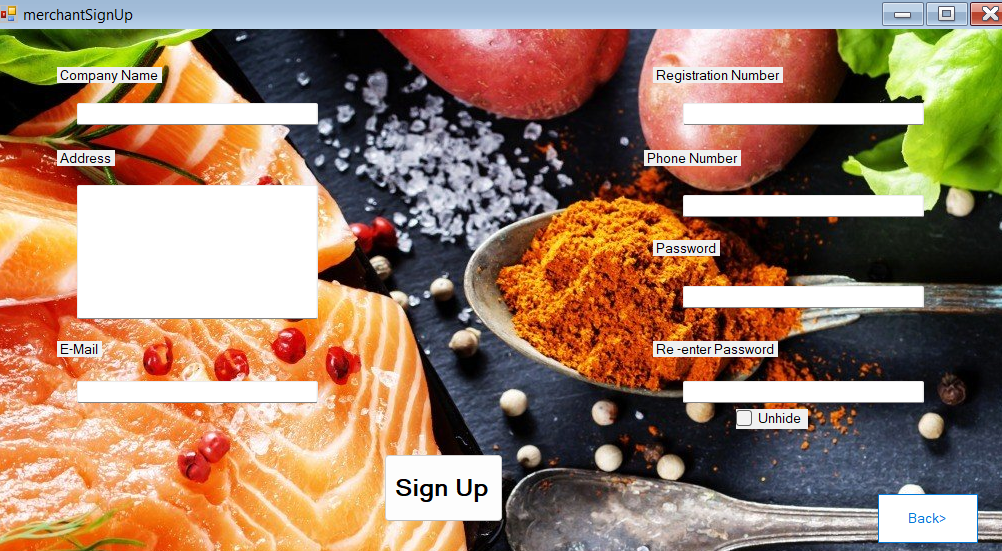 merchantSignUp
Company Name
Registration Number
Address
Phone Number
Password
E-Mail
Re -enter Password
Unhide
Sign Up
Back>